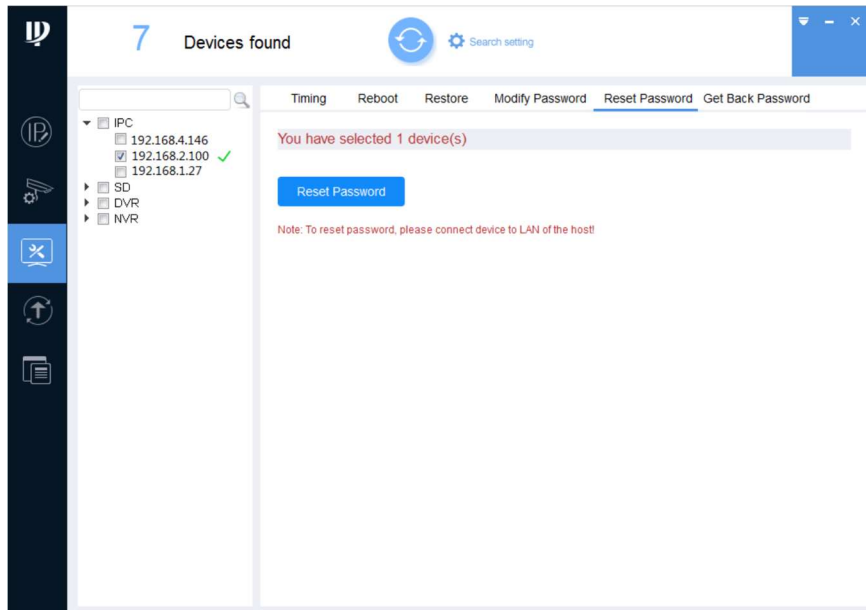 7 Devices found
Search setting
Timing Reboot Restore Modify Password Reset Password Get Back Password
IPC
192.168.4.146
192.168.2.100
192.168.1.27
SD
DVR
NVR
You have selected 1 device(s)
Reset Password
Note: To reset password, please connect device to LAN of the host!
IP